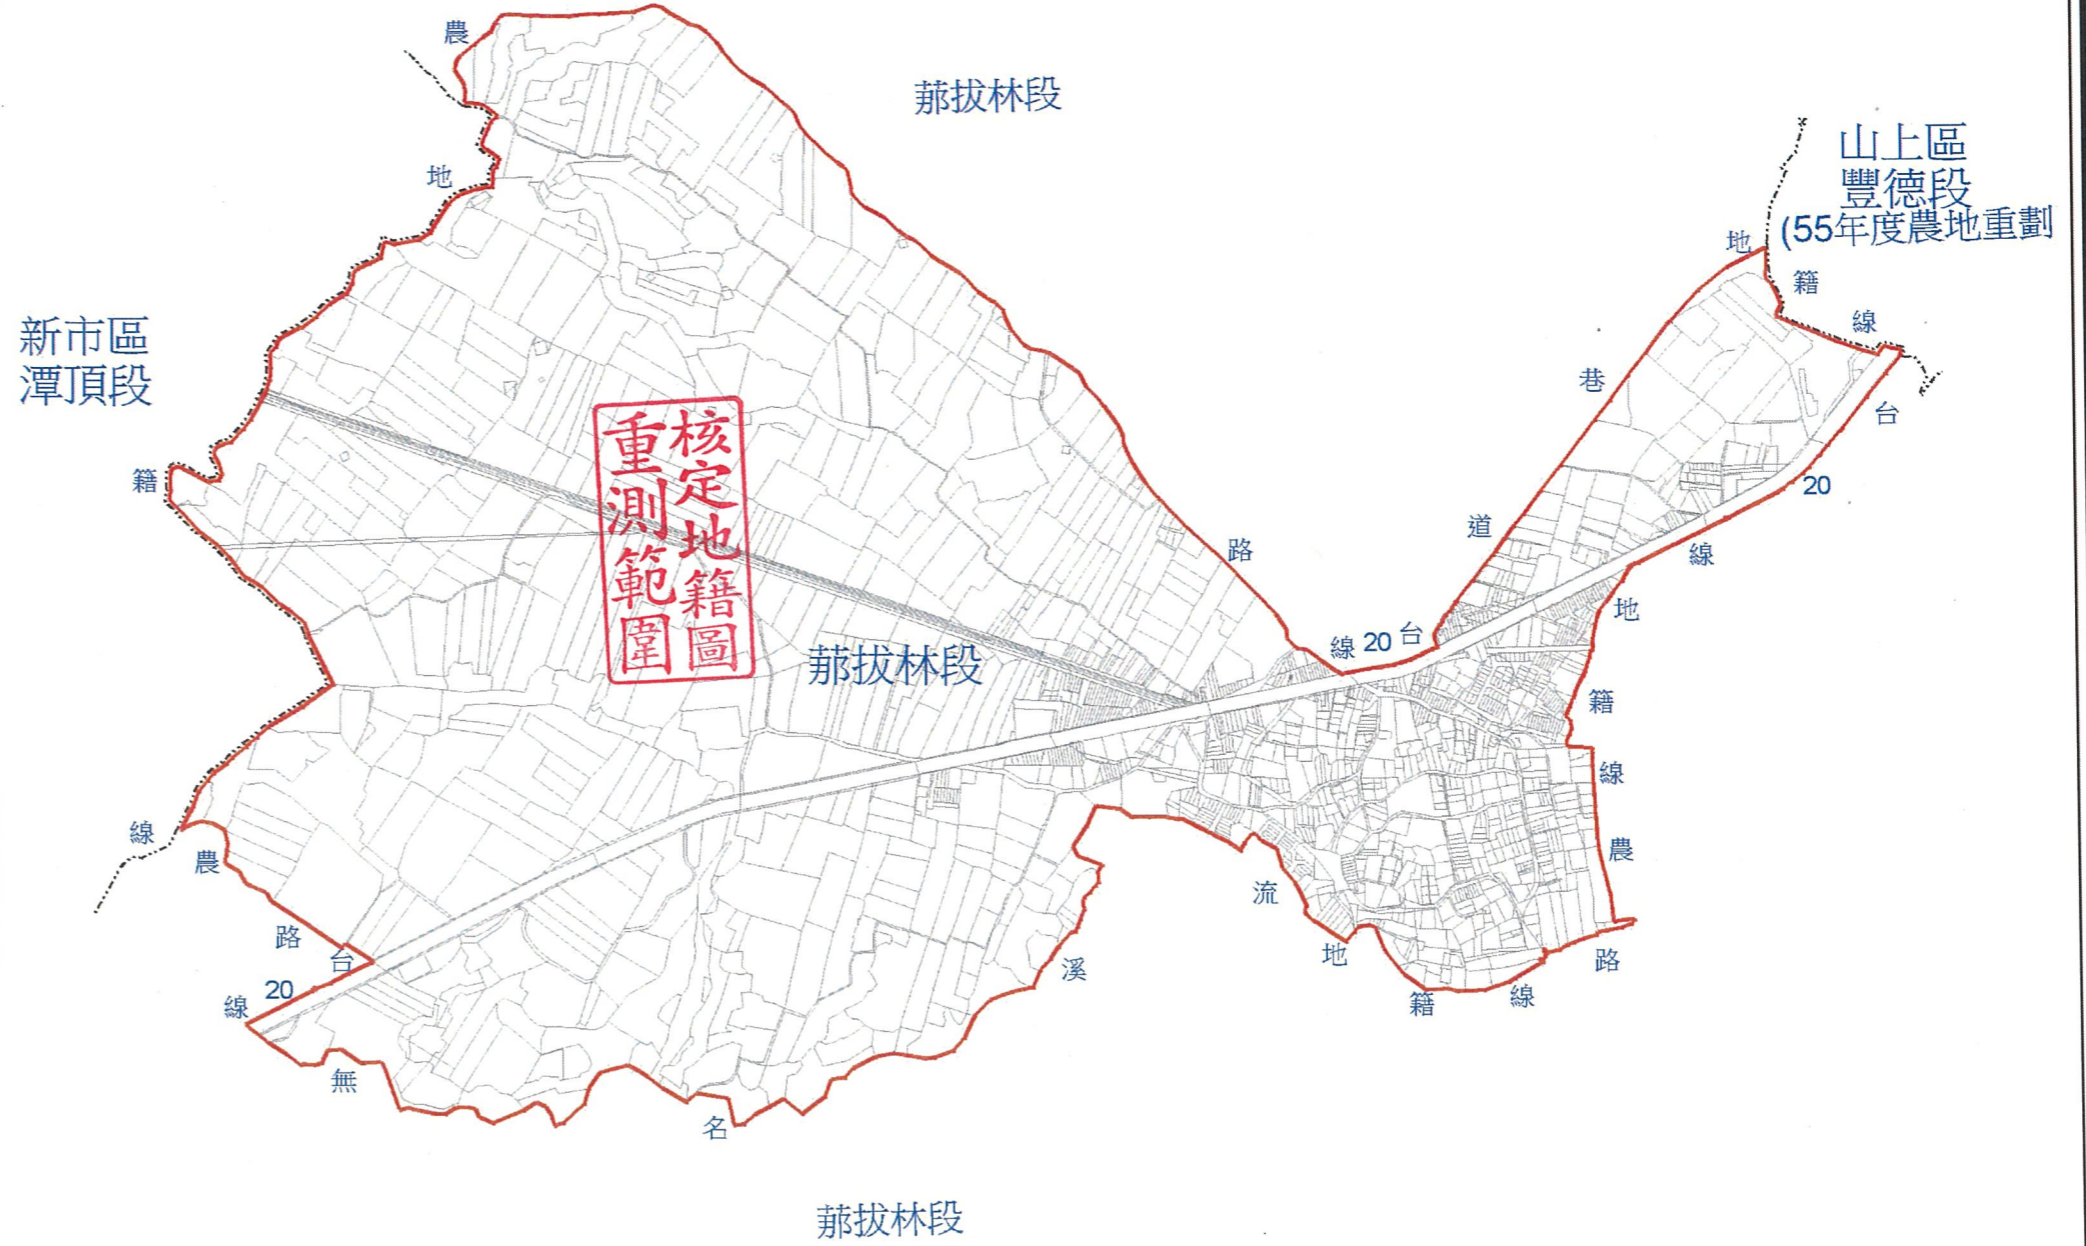 農
地
籍
線
農
路
台
20
線
無
名
溪
流
地
籍
線
路
農
線
籍
地
線
20
台
線
籍
地
巷
道
台
20
線
路
莿拔林段
山上區
豐德段
(55年度農地重劃
新市區
潭頂段
核定地籍圖
重測範圍
莿拔林段
莿拔林段